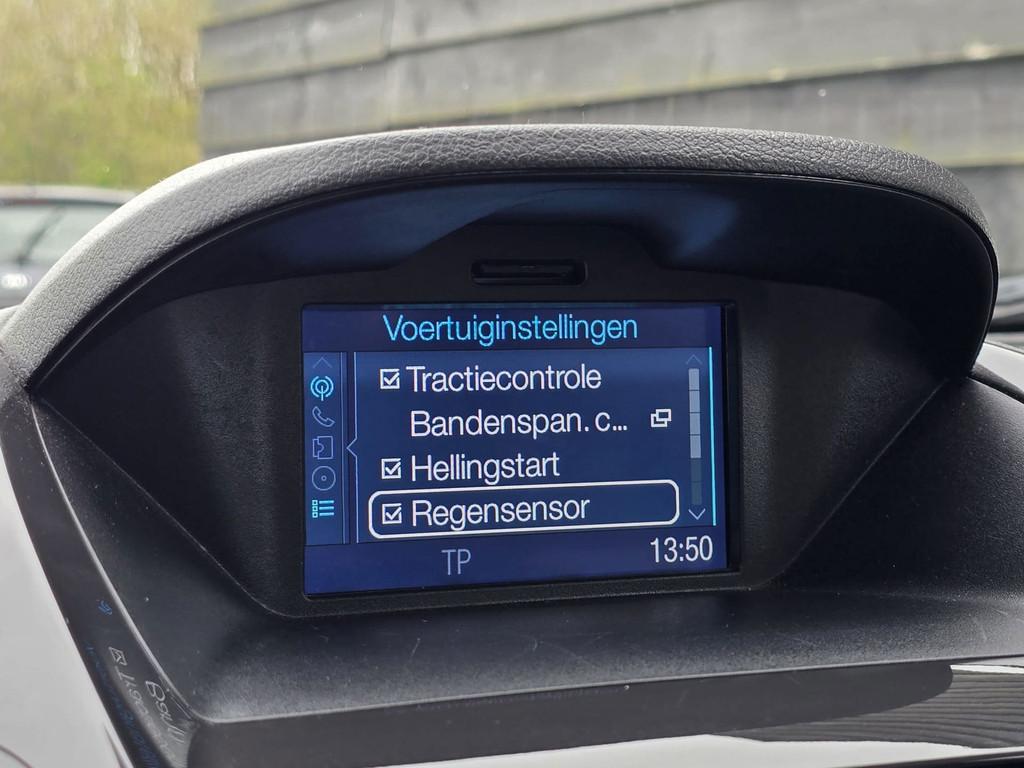 Voertuiginstellingen
Tractiecontrole
Bandenspan. c...
Hellingstart
Regensensor
TP
13:50